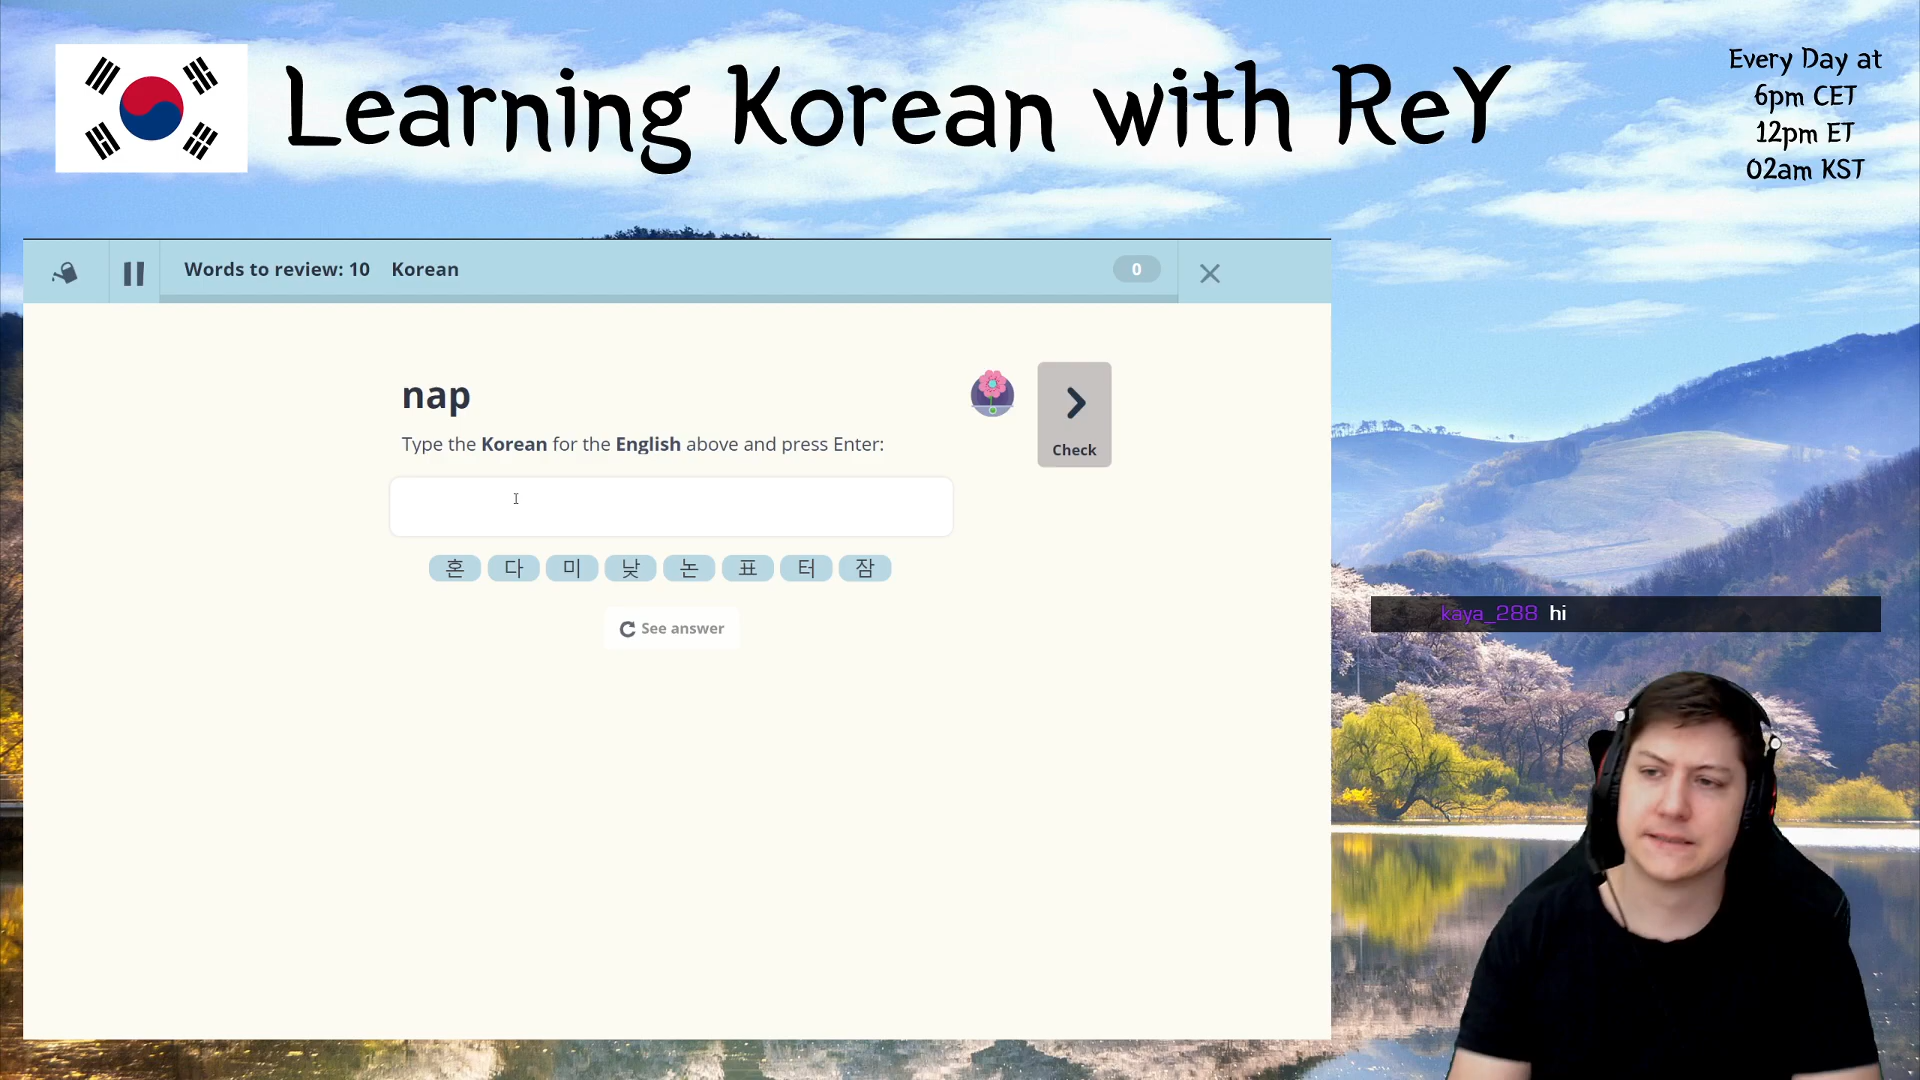 Learning Korean with ReY
Every Day at
6pm CET
12pm ET
02am KST
Words to review: 10 Korean
0
nap
Type the Korean for the English above and press Enter:
Check
혼 다 미 낮 논 표 터 잠
See answer
kaya_288 hi